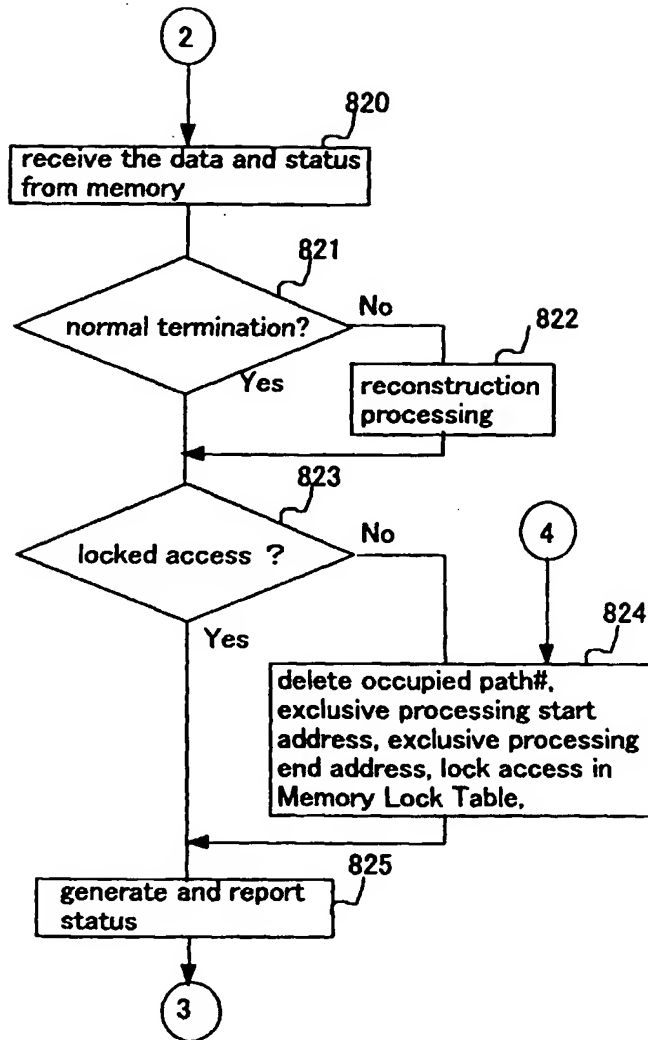 2
820
receive the data and status
from memory
821
normal termination?
No
Yes
822
reconstruction
processing
823
locked access ?
No
Yes
4
824
delete occupied path#,
exclusive processing start
address, exclusive processing
end address, lock access in
Memory Lock Table,
825
generate and report
status
3